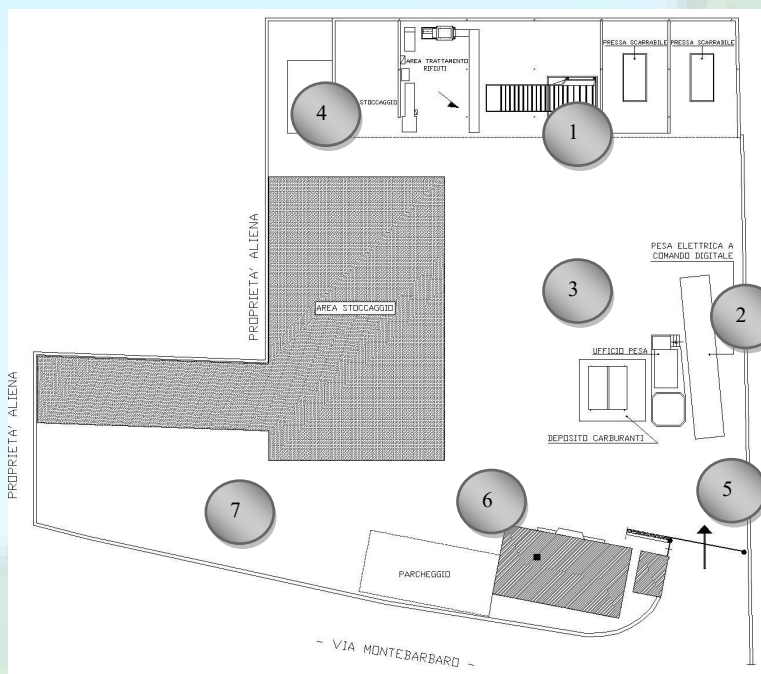 PRESSA SCARRABILE
PRESSA SCARRABILE
AREA TRATTAMENTO
RIFIUTI
STOCCAGGIO
4
1
PROPRIETA' ALIENA
PESA ELETTRICA A
COMANDO DIGITALE
3
2
AREA STOCCAGGIO
UFFICIO PESA
PROPRIETA' ALIENA
DEPOSITO CARBURANTI
5
6
7
PARCHEGGIO
- VIA MONTEBARBARO -